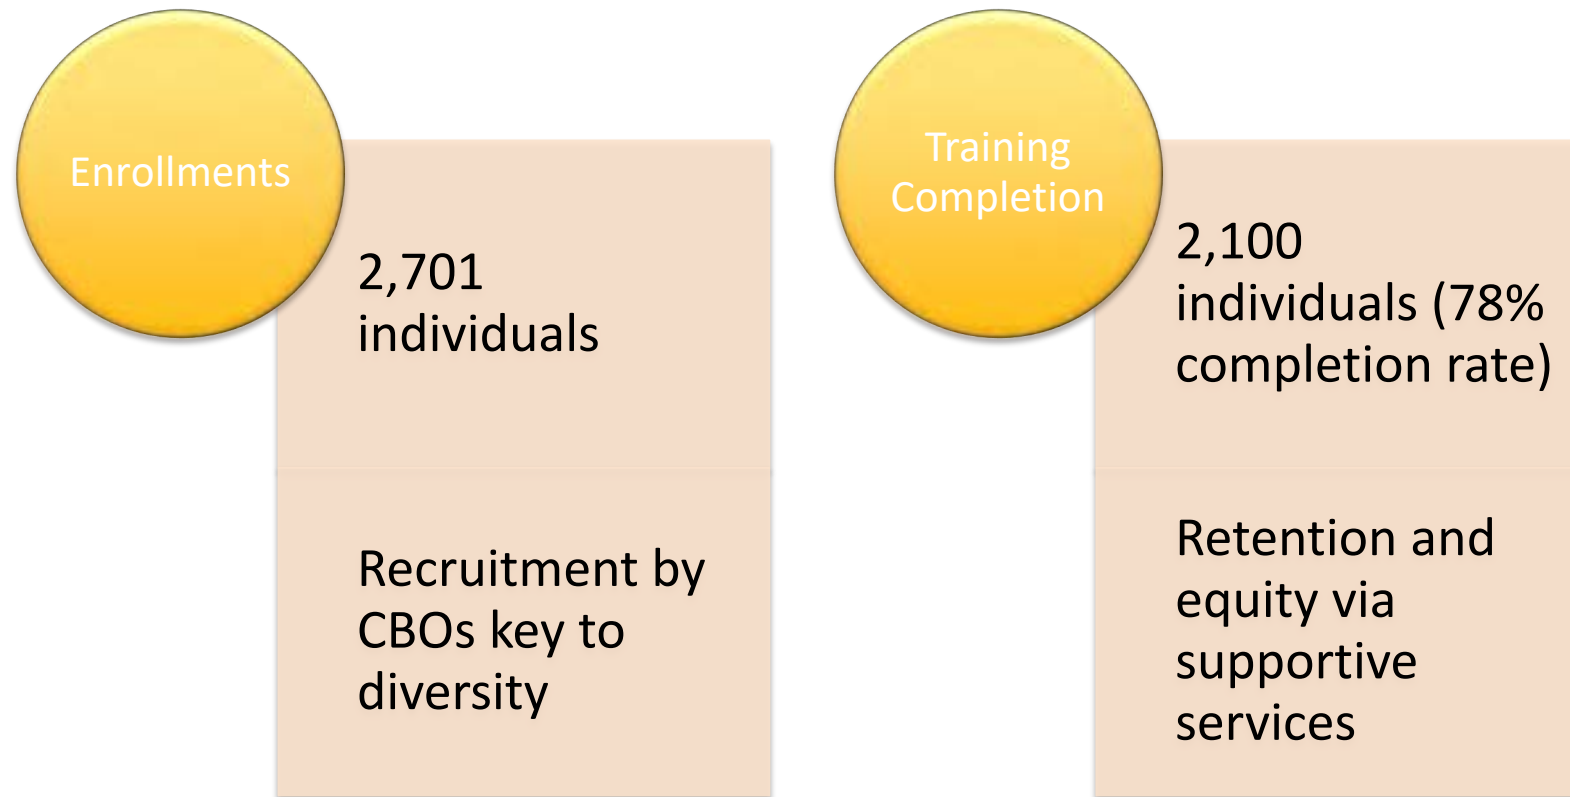 Enrollments
2,701
individuals
Recruitment by
CBOs key to
diversity
Training
Completion
2,100
individuals (78%
completion rate)
Retention and
equity via
supportive
services